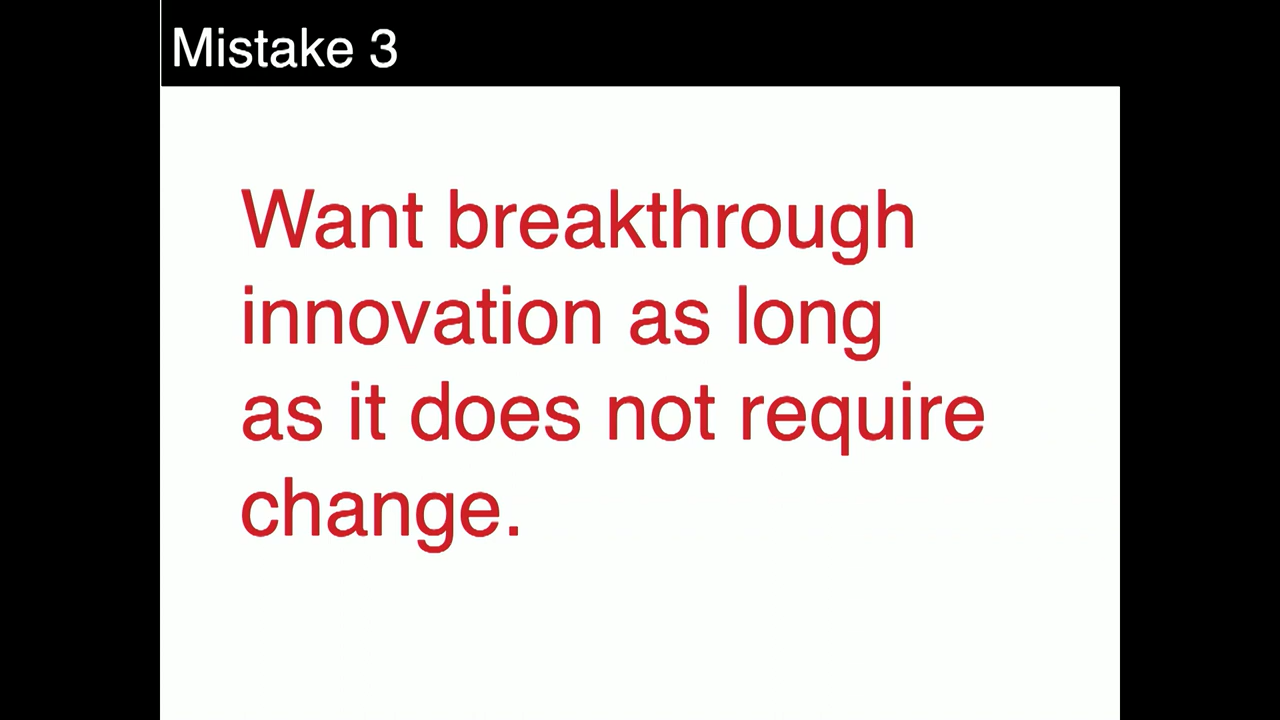 Mistake 3
Want breakthrough
innovation as long
as it does not require
change.